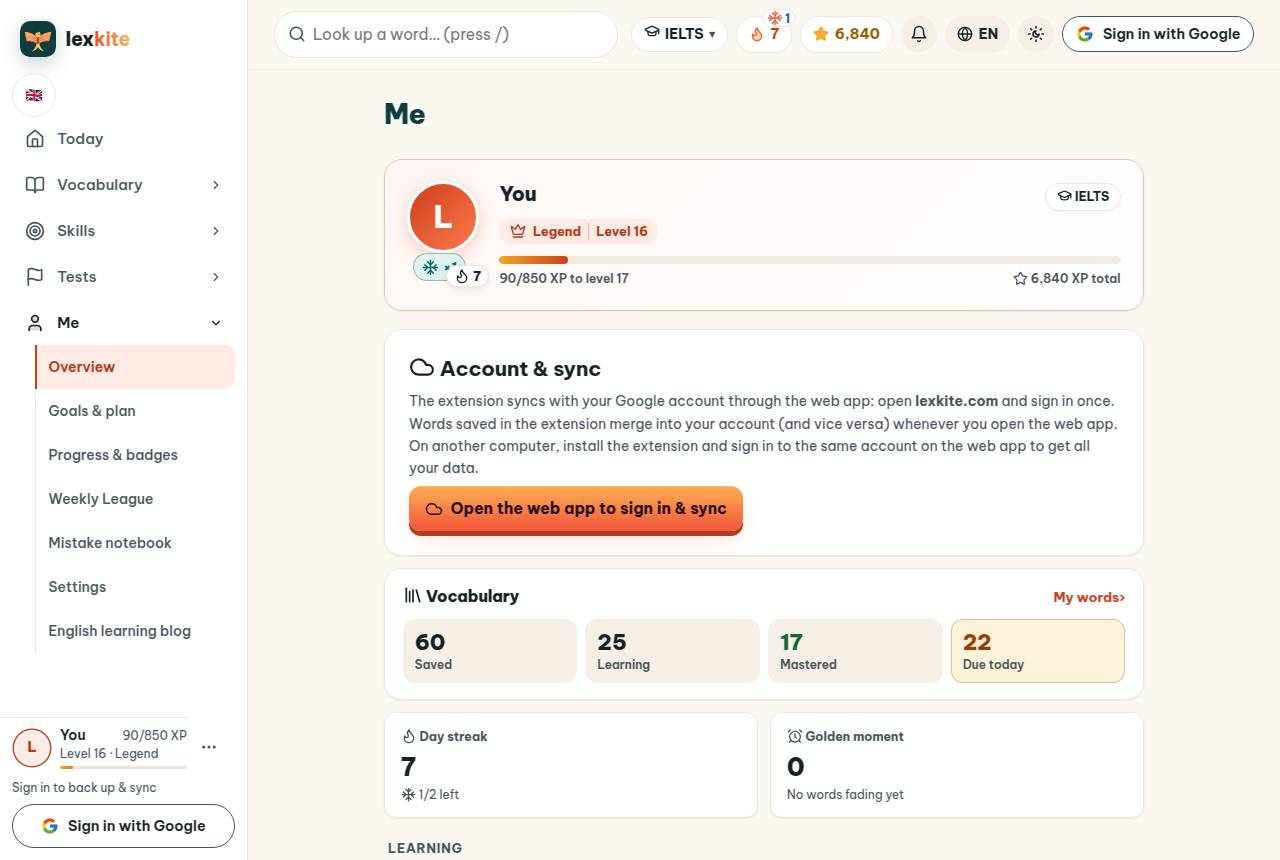 lexkite
Look up a word... (press /)
IELTS ▾
1
7
6,840
EN
Sign in with Google
Today
Vocabulary
Skills
Tests
Me
Overview
Goals & plan
Progress & badges
Weekly League
Mistake notebook
Settings
English learning blog
You 90/850 XP
L
Level 16 · Legend
Sign in to back up & sync
Sign in with Google
Me
L
You
IELTS
Legend | Level 16
7
90/850 XP to level 17
6,840 XP total
Account & sync
The extension syncs with your Google account through the web app: open lexkite.com and sign in once.
Words saved in the extension merge into your account (and vice versa) whenever you open the web app.
On another computer, install the extension and sign in to the same account on the web app to get all
your data.
Open the web app to sign in & sync
Vocabulary
My words›
60
Saved
25
Learning
17
Mastered
22
Due today
Day streak
7
1/2 left
Golden moment
0
No words fading yet
LEARNING